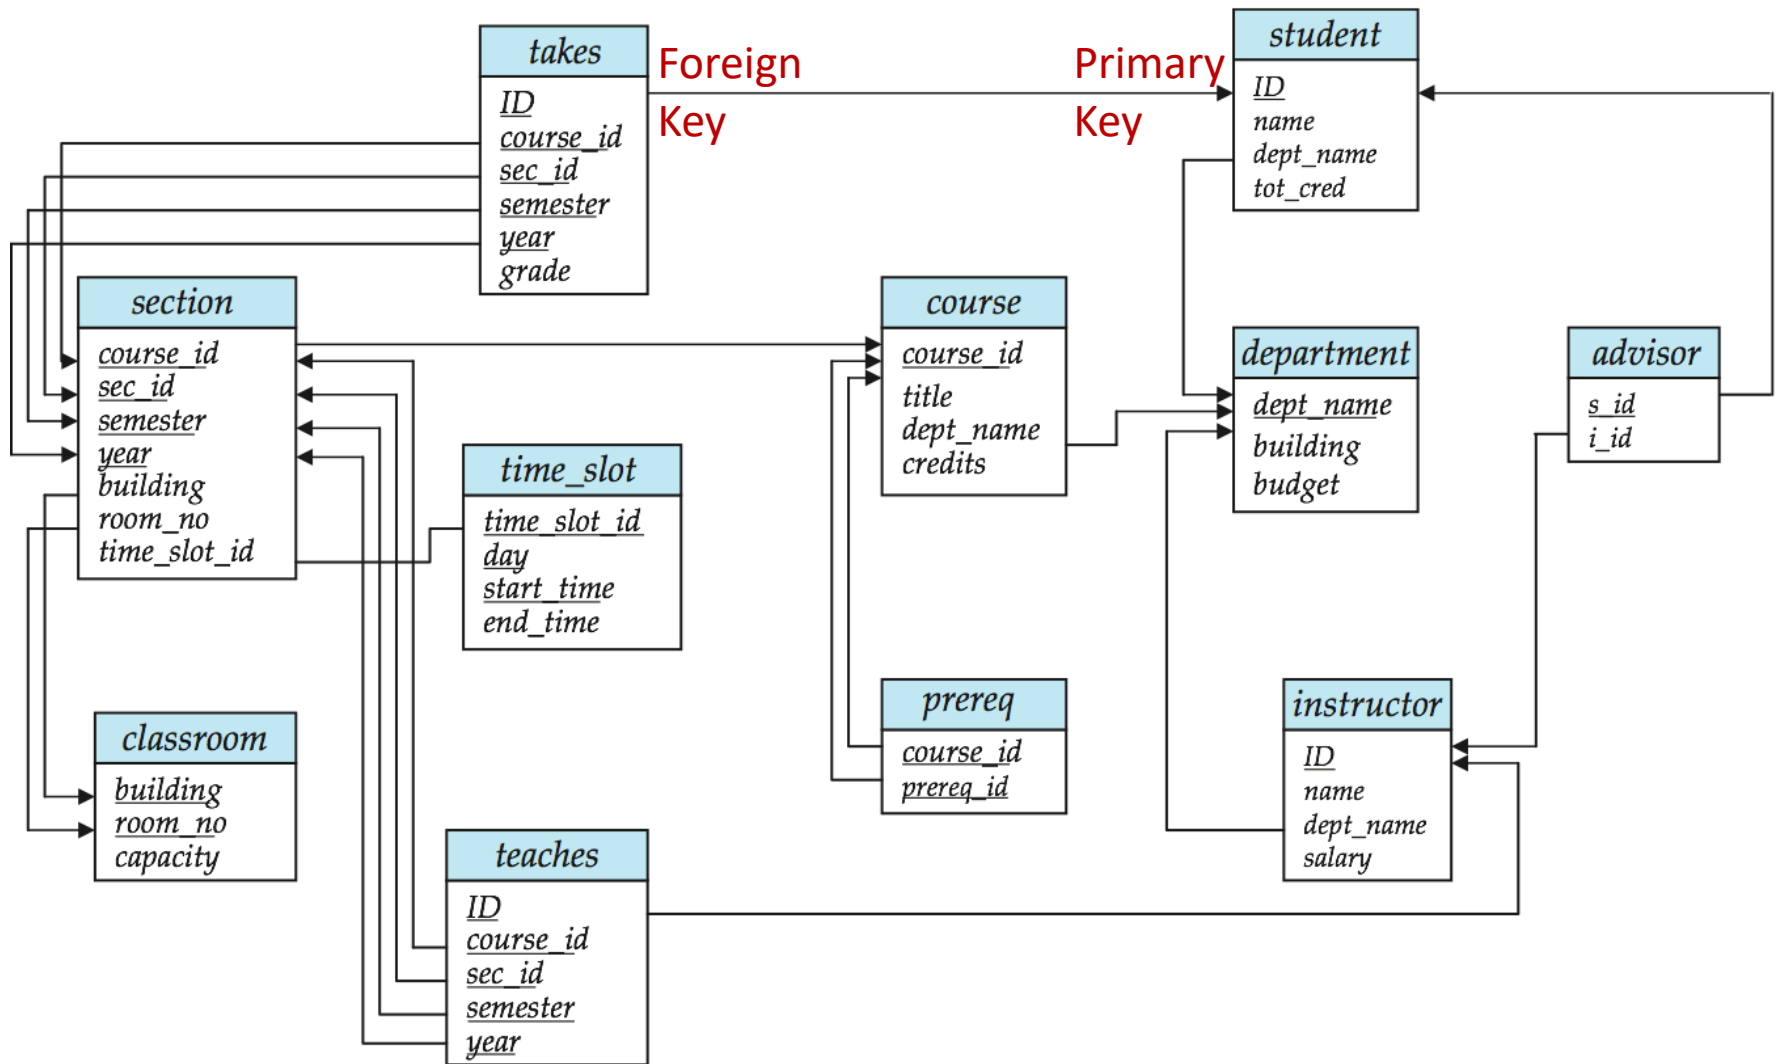 takes
ID
course_id
sec_id
semester
year
grade
Foreign
Key
Primary
Key
student
ID
name
dept_name
tot_cred
section
course_id
sec_id
semester
year
building
room_no
time_slot_id
time_slot
time_slot_id
day
start_time
end_time
course
course_id
title
dept_name
credits
department
dept_name
building
budget
advisor
s_id
i_id
classroom
building
room_no
capacity
prereq
course_id
prereq_id
instructor
ID
name
dept_name
salary
teaches
ID
course_id
sec_id
semester
year